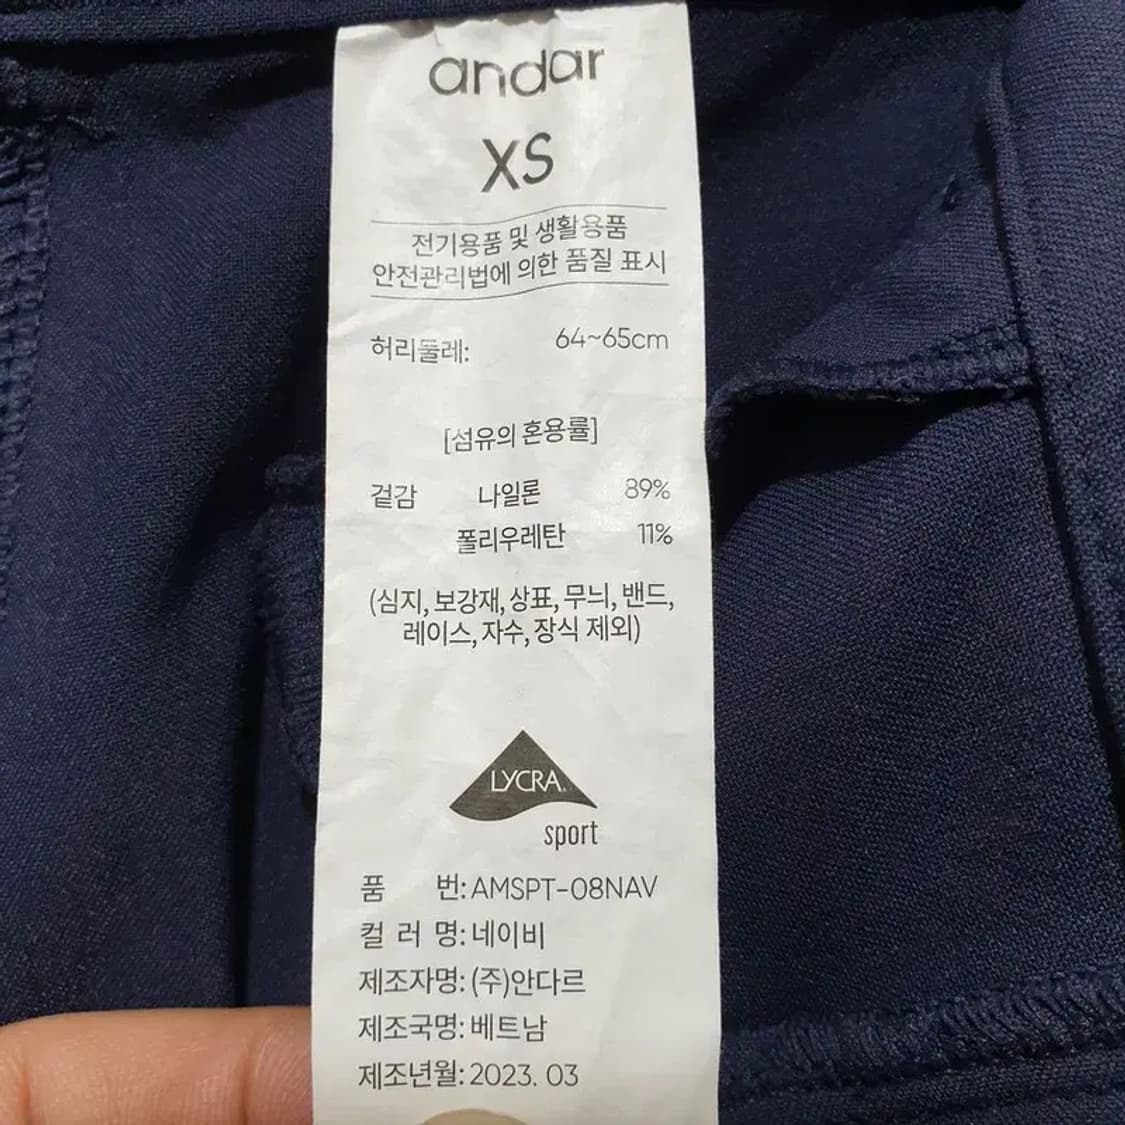 andar
XS
전기용품 및 생활용품
안전관리법에 의한 품질 표시
허리둘레: 64~65cm
[섬유의 혼용률]
겉감 나일론 89%
폴리우레탄 11%
(심지, 보강재, 상표, 무늬, 밴드,
레이스, 자수, 장식 제외)
LYCRA®
sport
품 번: AMSPT-08NAV
컬 러 명: 네이비
제조자명: (주)안다르
제조국명: 베트남
제조년월: 2023. 03